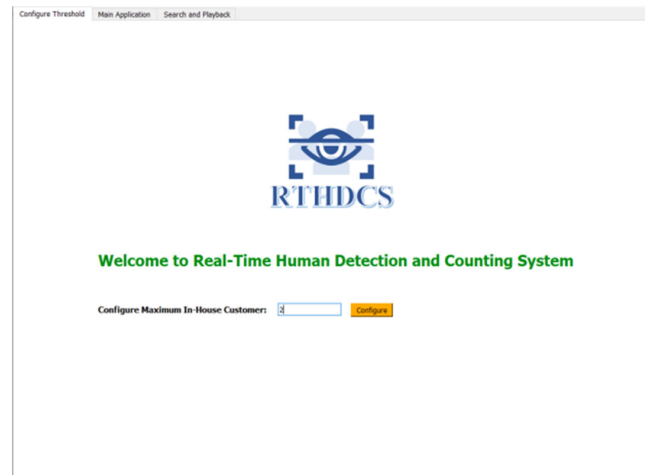 Configure Threshold Main Application Search and Playback
RTHDCS
Welcome to Real-Time Human Detection and Counting System
Configure Maximum In-House Customer: 2 Configure